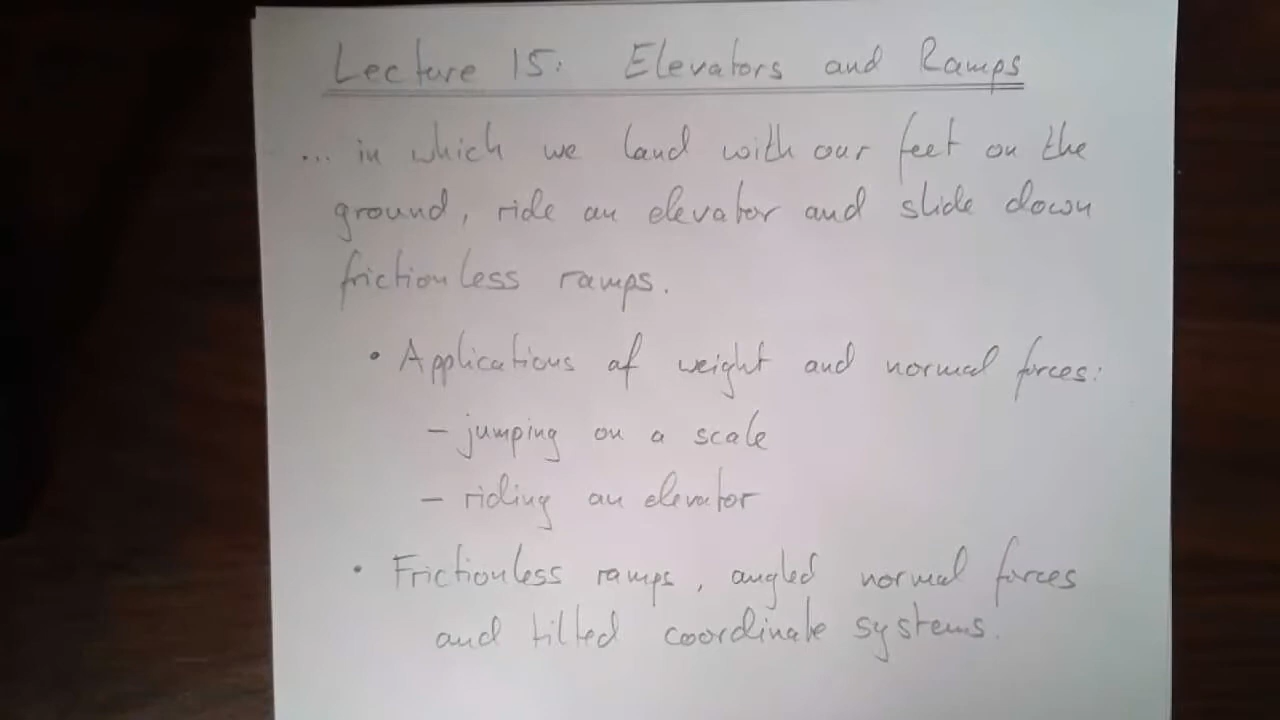 Lecture 15: Elevators and Ramps
... in which we land with our feet on the
ground, ride an elevator and slide down
frictionless ramps.
• Applications of weight and normal forces:
– jumping on a scale
– riding an elevator
• Frictionless ramps, angled normal forces
and tilted coordinate systems.